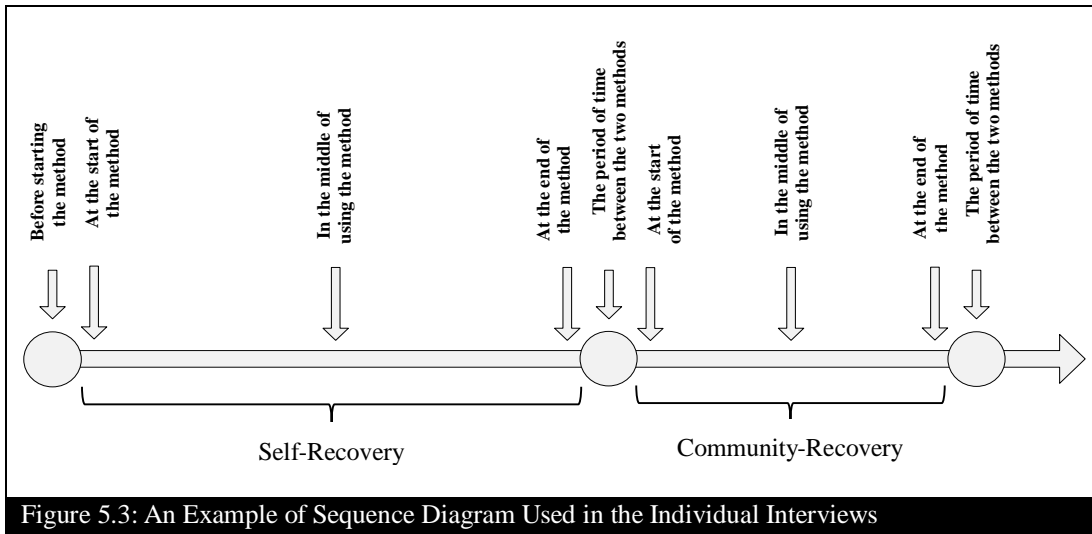 Before starting
the method
At the start of
the method
In the middle of
using the method
At the end of
the method
The period of time
between the two methods
At the start
of the method
In the middle of
using the method
At the end of
the method
The period of time
between the two methods
Self-Recovery
Community-Recovery
Figure 5.3: An Example of Sequence Diagram Used in the Individual Interviews